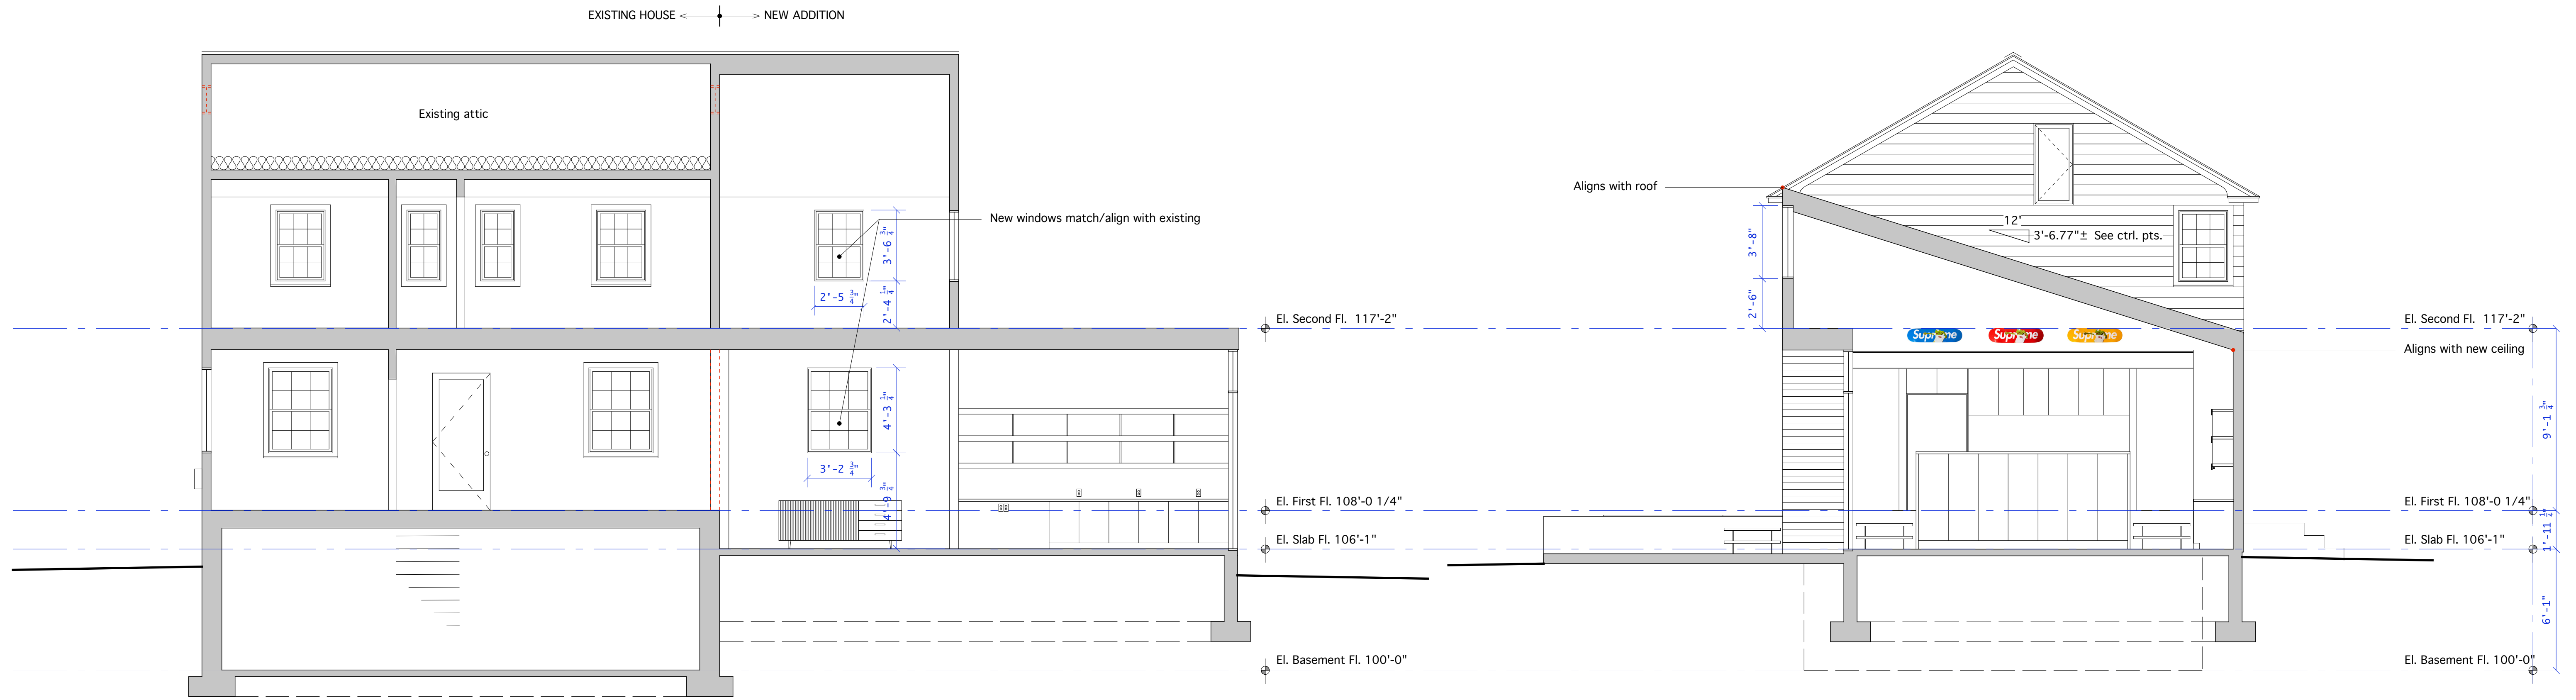 EXISTING HOUSE
NEW ADDITION
Existing attic
New windows match/align with existing
3'-6 3/4"
2'-5 3/4"
2'-4 1/4"
4'-3 1/4"
3'-2 3/4"
4'-9 3/4"
El. Second Fl. 117'-2"
El. First Fl. 108'-0 1/4"
El. Slab Fl. 106'-1"
El. Basement Fl. 100'-0"
Aligns with roof
12'
3'-6.77"± See ctrl. pts.
3'-8"
2'-6"
Supreme
Supreme
Supreme
El. Second Fl. 117'-2"
Aligns with new ceiling
9'-1 3/4"
El. First Fl. 108'-0 1/4"
1'-11 1/4"
El. Slab Fl. 106'-1"
6'-1"
El. Basement Fl. 100'-0"